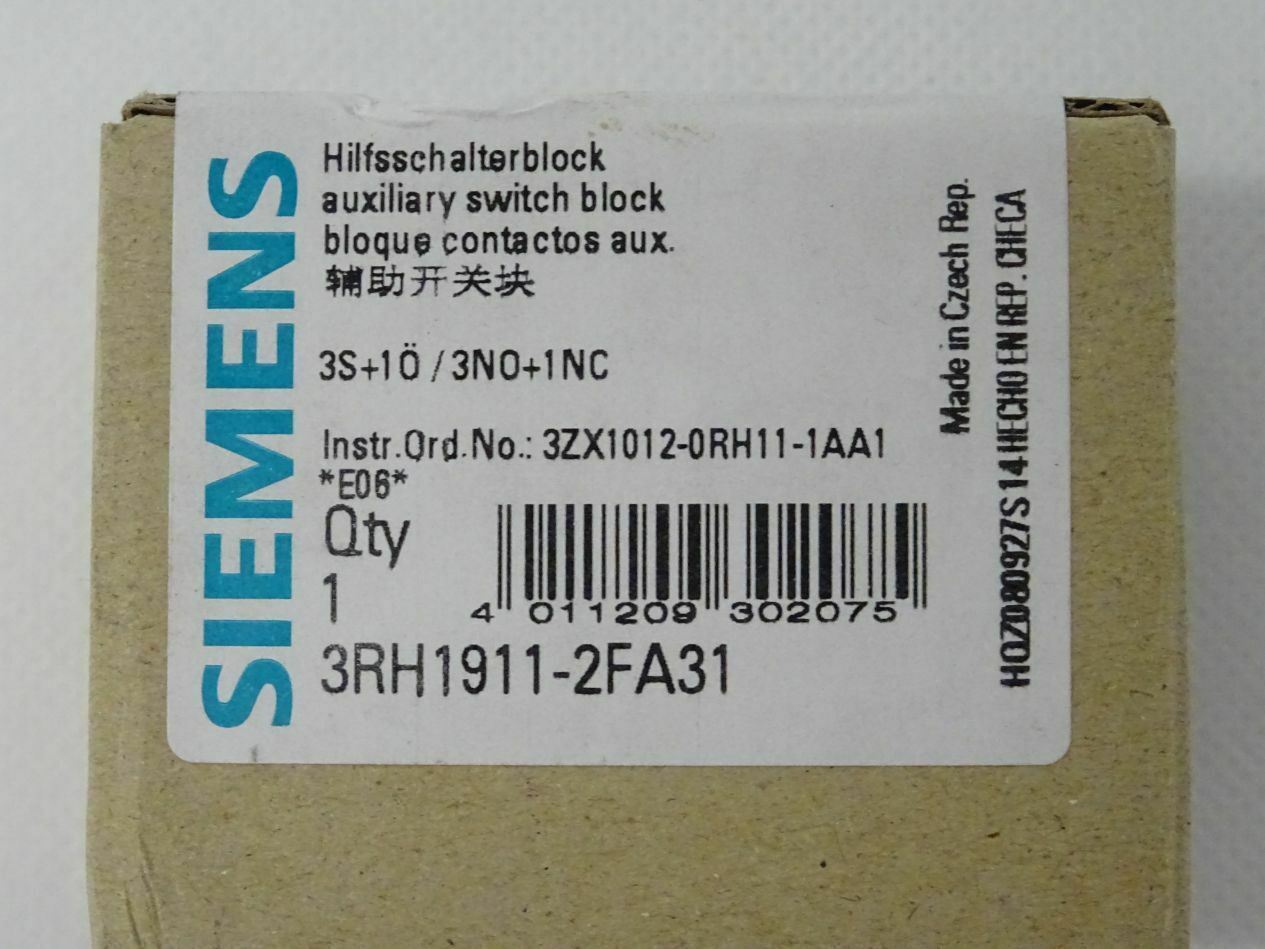 SIEMENS
Hilfsschalterblock
auxiliary switch block
bloque contactos aux.
辅助开关块
3S+1Ö / 3NO+1NC
Instr.Ord.No.: 3ZX1012-0RH11-1AA1
*E06*
Qty
1
4 011209 302075
3RH1911-2FA31
Made in Czech Rep.
HQZ080927S14 HECHO EN REP. CHECA